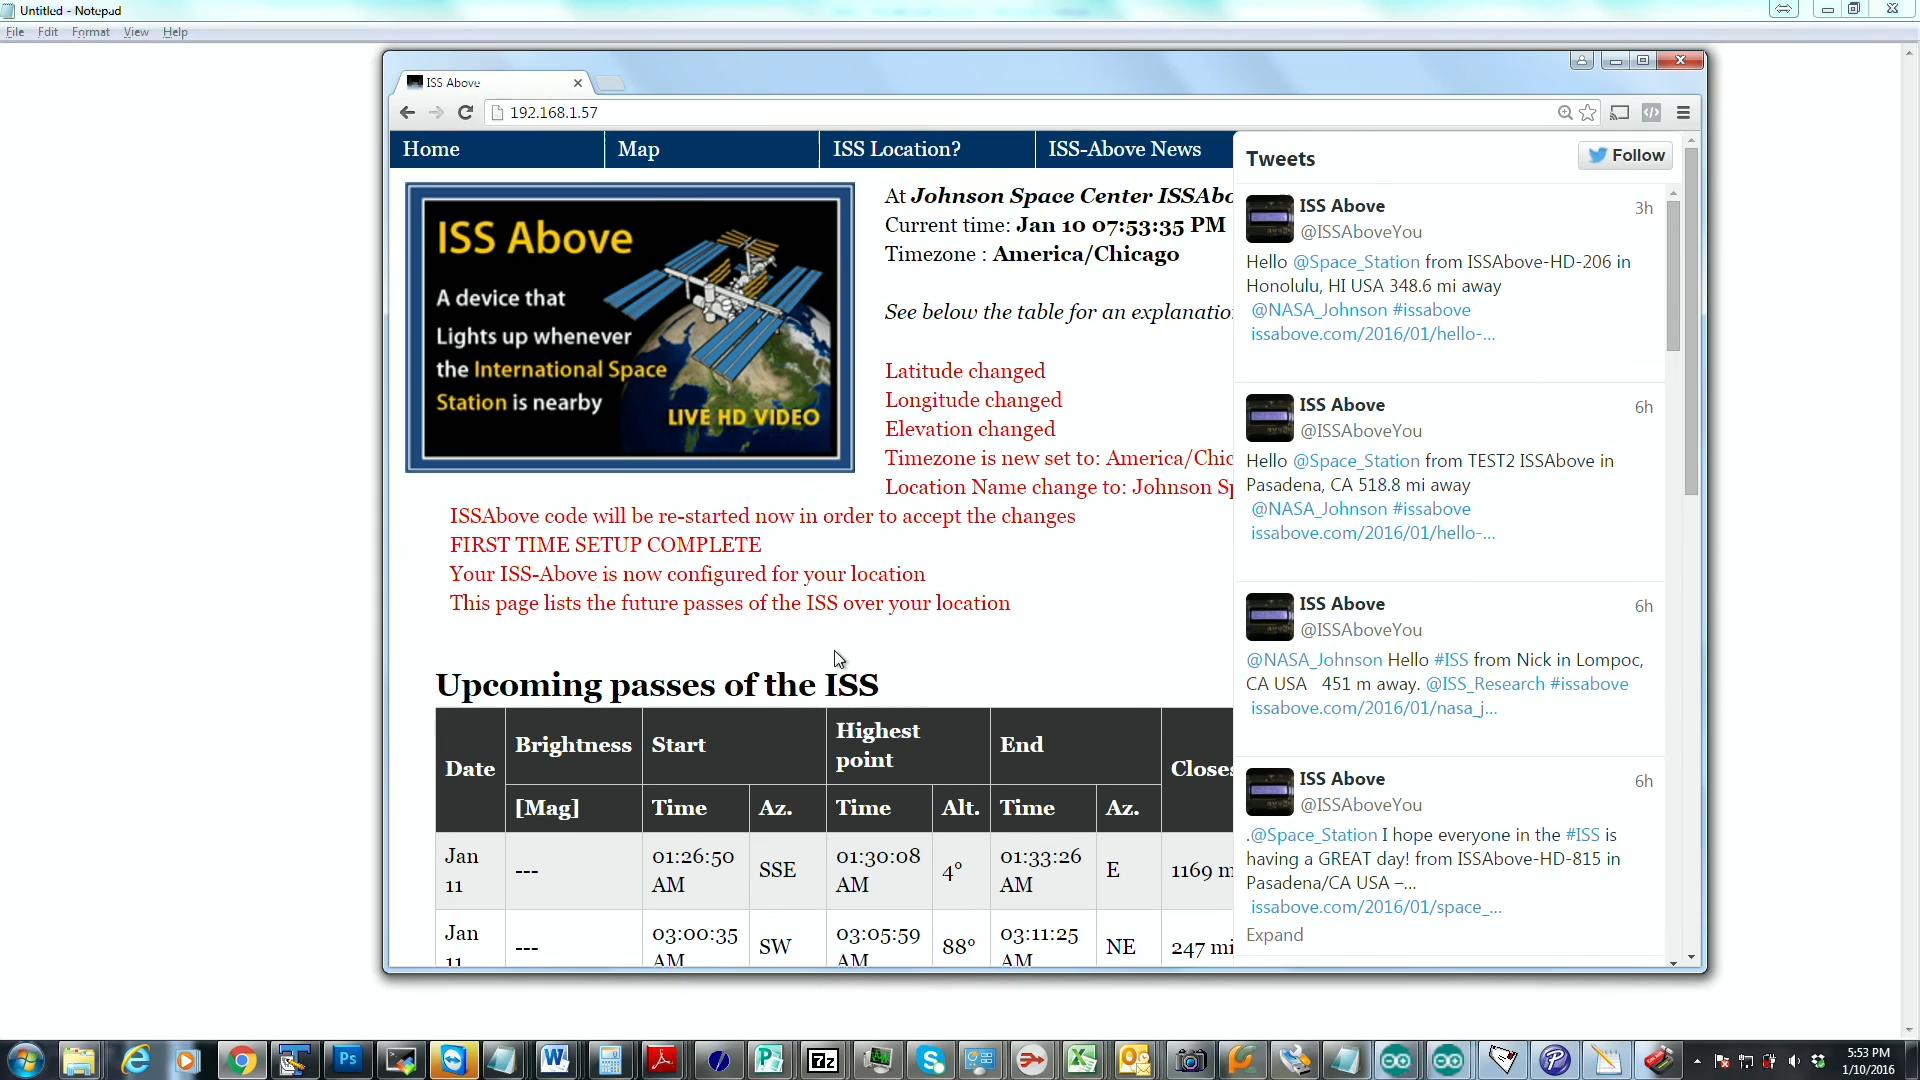 Untitled - Notepad
File Edit Format View Help
ISS Above
192.168.1.57
Home Map ISS Location? ISS-Above News
ISS Above
A device that
Lights up whenever
the International Space
Station is nearby
LIVE HD VIDEO
At Johnson Space Center ISSAbo
Current time: Jan 10 07:53:35 PM
Timezone : America/Chicago
See below the table for an explanatio
Latitude changed
Longitude changed
Elevation changed
Timezone is new set to: America/Chic
Location Name change to: Johnson Sp
ISSAbove code will be re-started now in order to accept the changes
FIRST TIME SETUP COMPLETE
Your ISS-Above is now configured for your location
This page lists the future passes of the ISS over your location
Upcoming passes of the ISS
Date Brightness Start Highest point End Closes
[Mag] Time Az. Time Alt. Time Az.
Jan 11 --- 01:26:50 AM SSE 01:30:08 AM 4° 01:33:26 AM E 1169 m
Jan 11 --- 03:00:35 AM SW 03:05:59 AM 88° 03:11:25 AM NE 247 mi
Tweets
Follow
ISS Above 3h
@ISSAboveYou
Hello @Space_Station from ISSAbove-HD-206 in
Honolulu, HI USA 348.6 mi away
@NASA_Johnson #issabove
issabove.com/2016/01/hello-...
ISS Above 6h
@ISSAboveYou
Hello @Space_Station from TEST2 ISSAbove in
Pasadena, CA 518.8 mi away
@NASA_Johnson #issabove
issabove.com/2016/01/hello-...
ISS Above 6h
@ISSAboveYou
@NASA_Johnson Hello #ISS from Nick in Lompoc,
CA USA 451 m away. @ISS_Research #issabove
issabove.com/2016/01/nasa_j...
ISS Above 6h
@ISSAboveYou
.@Space_Station I hope everyone in the #ISS is
having a GREAT day! from ISSAbove-HD-815 in
Pasadena/CA USA –...
issabove.com/2016/01/space_...
Expand
Ps
7z
5:53 PM
1/10/2016